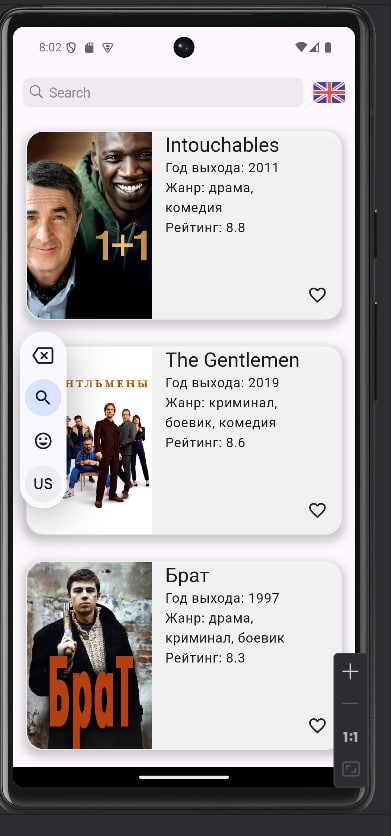 8:02
Search
Intouchables
Год выхода: 2011
Жанр: драма,
комедия
Рейтинг: 8.8
1+1
The Gentlemen
Год выхода: 2019
Жанр: криминал,
боевик, комедия
Рейтинг: 8.6
НТЛЬМЕНЫ
US
Брат
Год выхода: 1997
Жанр: драма,
криминал, боевик
Рейтинг: 8.3
БраТ
1:1